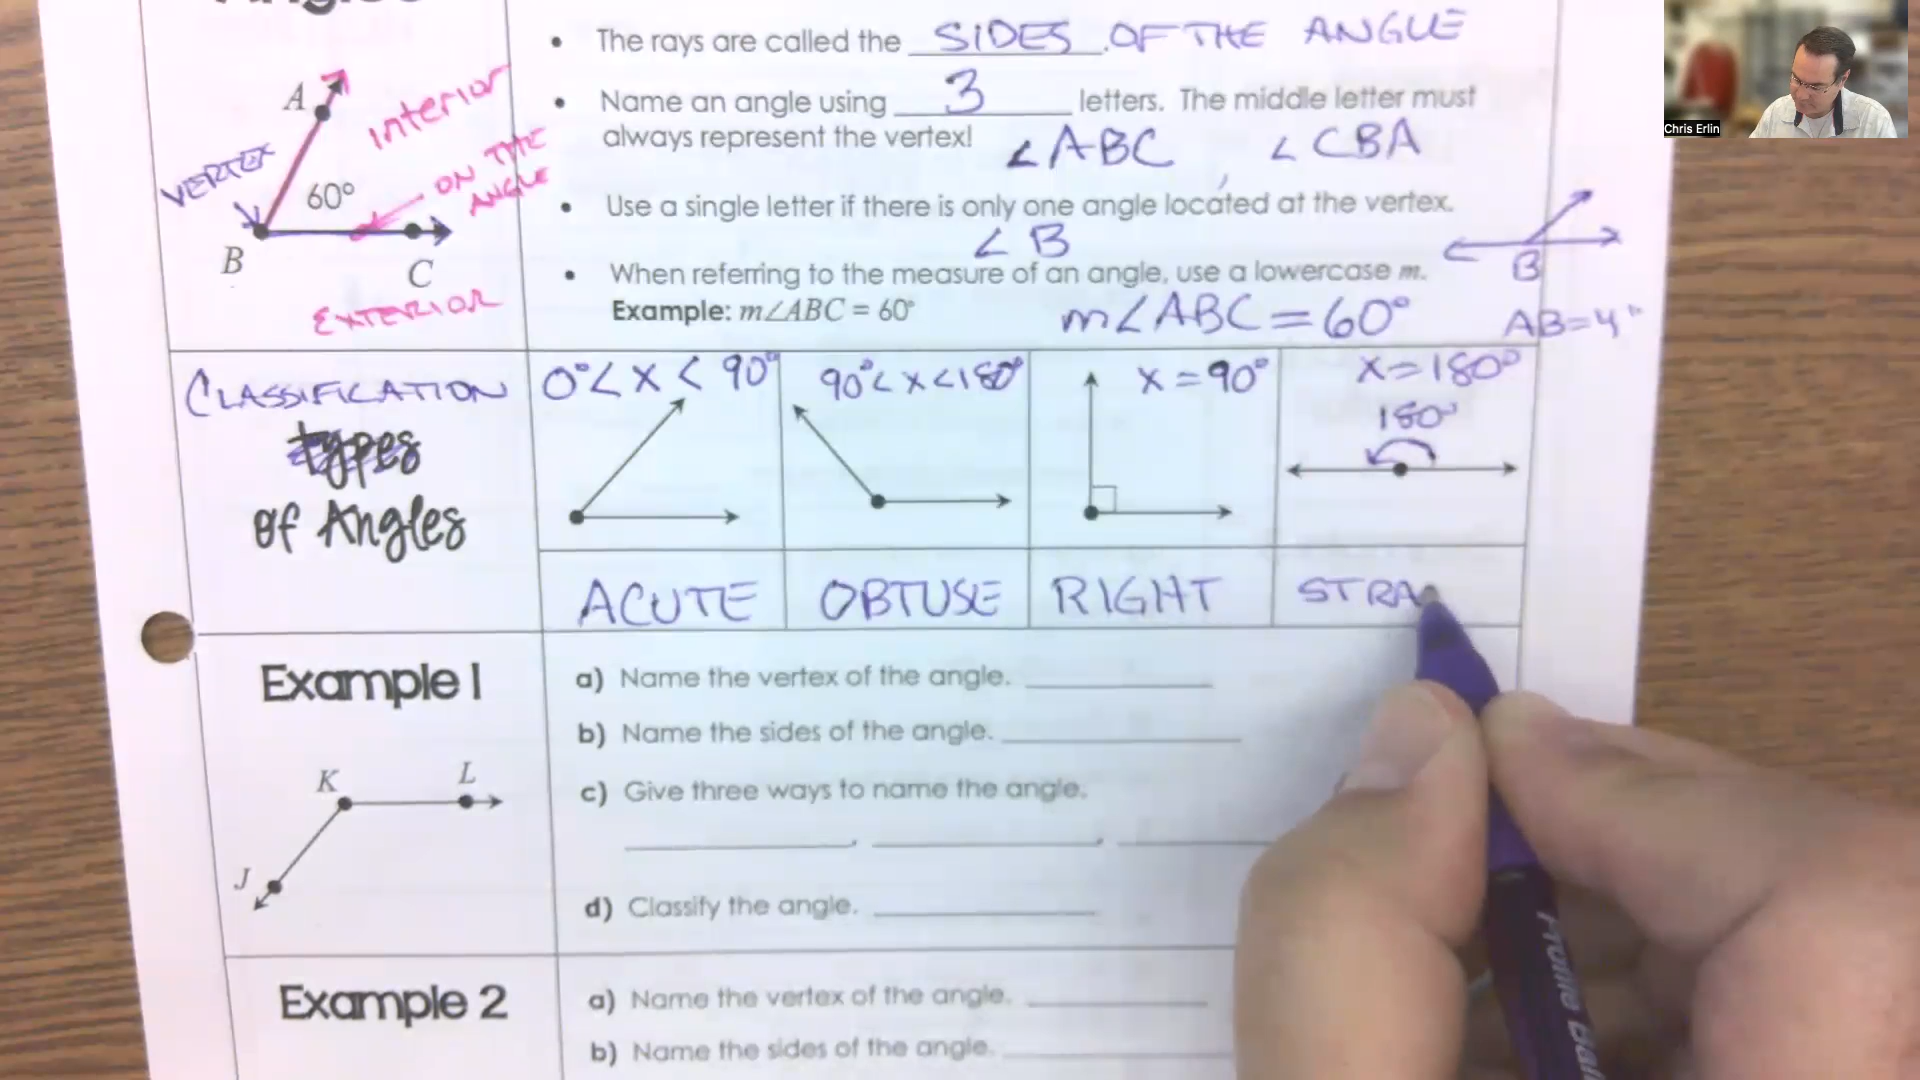 Angles
A
B
C
60°
VERTEX
Interior
ON THE
ANGLE
EXTERIOR
• The rays are called the SIDES OF THE ANGLE
• Name an angle using 3 letters. The middle letter must
always represent the vertex! ∠ABC, ∠CBA
• Use a single letter if there is only one angle located at the vertex.
∠B
B
• When referring to the measure of an angle, use a lowercase m.
Example: m∠ABC = 60°
m∠ABC = 60°
AB = 4"
CLASSIFICATION
types
of Angles
0° < x < 90°
90° < x < 180°
x = 90°
x = 180°
180°
ACUTE
OBTUSE
RIGHT
STRA
Example 1
K
L
J
a) Name the vertex of the angle.
b) Name the sides of the angle.
c) Give three ways to name the angle.
d) Classify the angle.
Example 2
a) Name the vertex of the angle.
b) Name the sides of the angle.
Chris Erlin